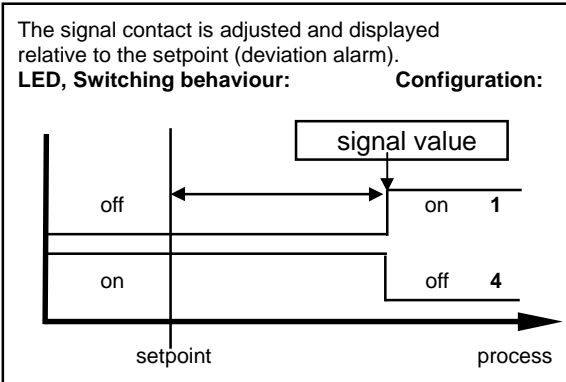 The signal contact is adjusted and displayed
relative to the setpoint (deviation alarm).
LED, Switching behaviour: Configuration:
signal value
off on 1
on off 4
setpoint process